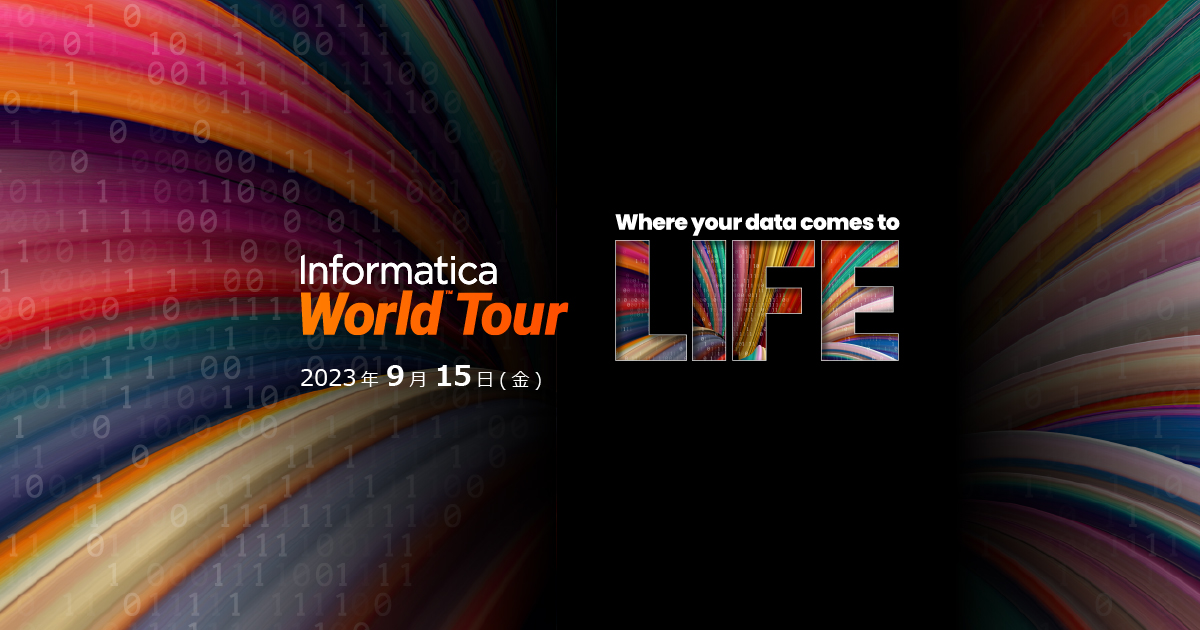 Informatica
World™ Tour
2023年 9月 15日 (金)
Where your data comes to
LIFE